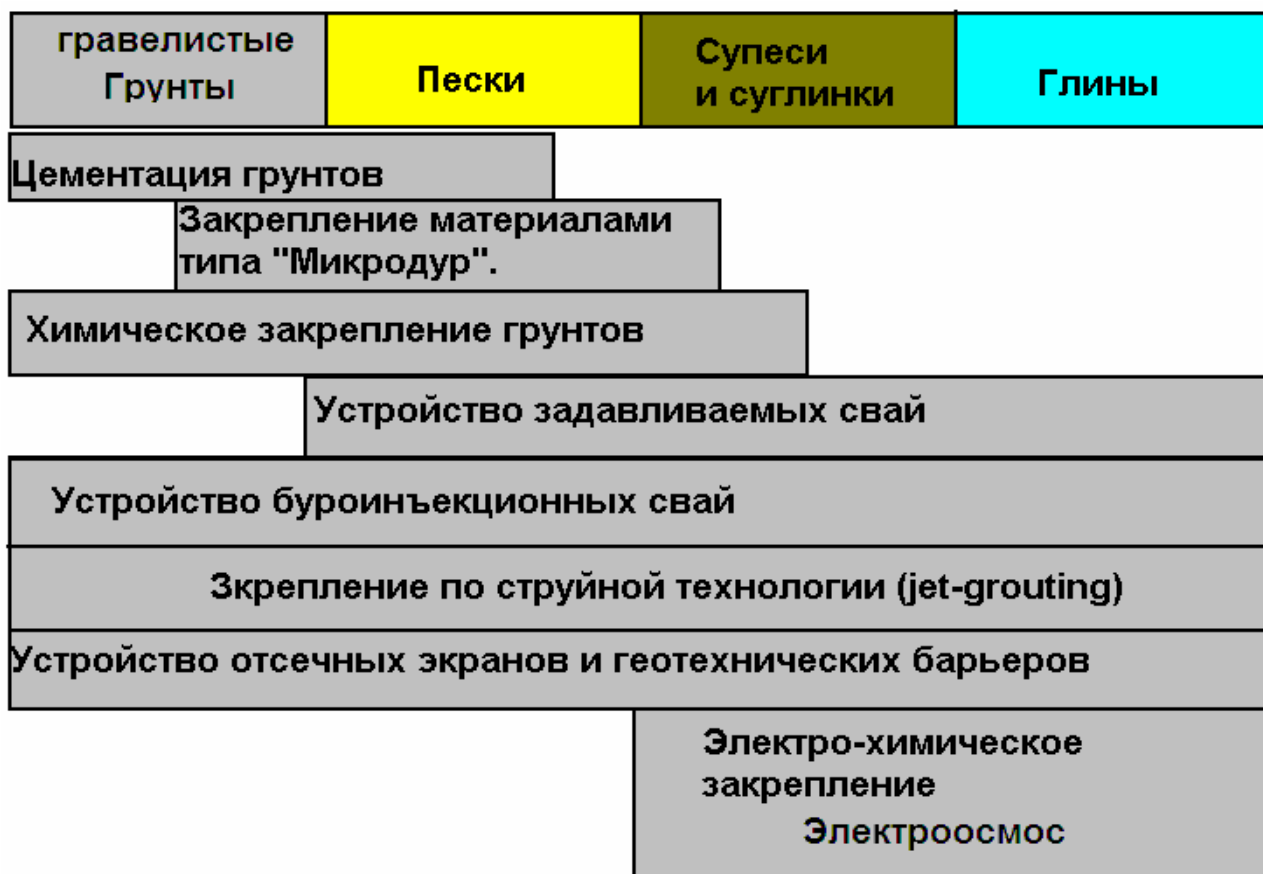 гравелистые
Грунты
Пески
Супеси
и суглинки
Глины
Цементация грунтов
Закрепление материалами
типа "Микродур".
Химическое закрепление грунтов
Устройство задавливаемых свай
Устройство буроинъекционных свай
Зкрепление по струйной технологии (jet-grouting)
Устройство отсечных экранов и геотехнических барьеров
Электро-химическое
закрепление
Электроосмос